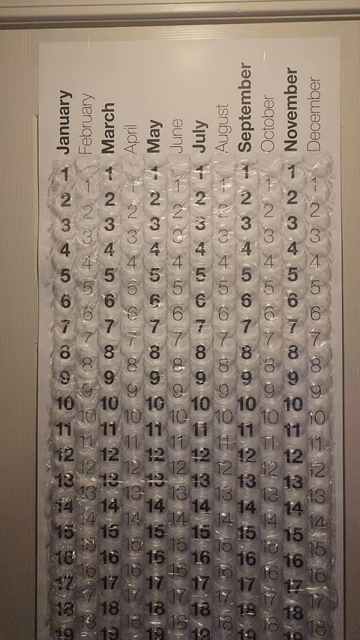 January February March April May June July August September October November December
1 1 1 1 1 1 1 1 1 1 1 1
2 2 2 2 2 2 2 2 2 2 2 2
3 3 3 3 3 3 3 3 3 3 3 3
4 4 4 4 4 4 4 4 4 4 4 4
5 5 5 5 5 5 5 5 5 5 5 5
6 6 6 6 6 6 6 6 6 6 6 6
7 7 7 7 7 7 7 7 7 7 7 7
8 8 8 8 8 8 8 8 8 8 8 8
9 9 9 9 9 9 9 9 9 9 9 9
10 10 10 10 10 10 10 10 10 10 10 10
11 11 11 11 11 11 11 11 11 11 11 11
12 12 12 12 12 12 12 12 12 12 12 12
13 13 13 13 13 13 13 13 13 13 13 13
14 14 14 14 14 14 14 14 14 14 14 14
15 15 15 15 15 15 15 15 15 15 15 15
16 16 16 16 16 16 16 16 16 16 16 16
17 17 17 17 17 17 17 17 17 17 17 17
18 18 18 18 18 18 18 18 18 18 18 18
19 19 19 19 19 19